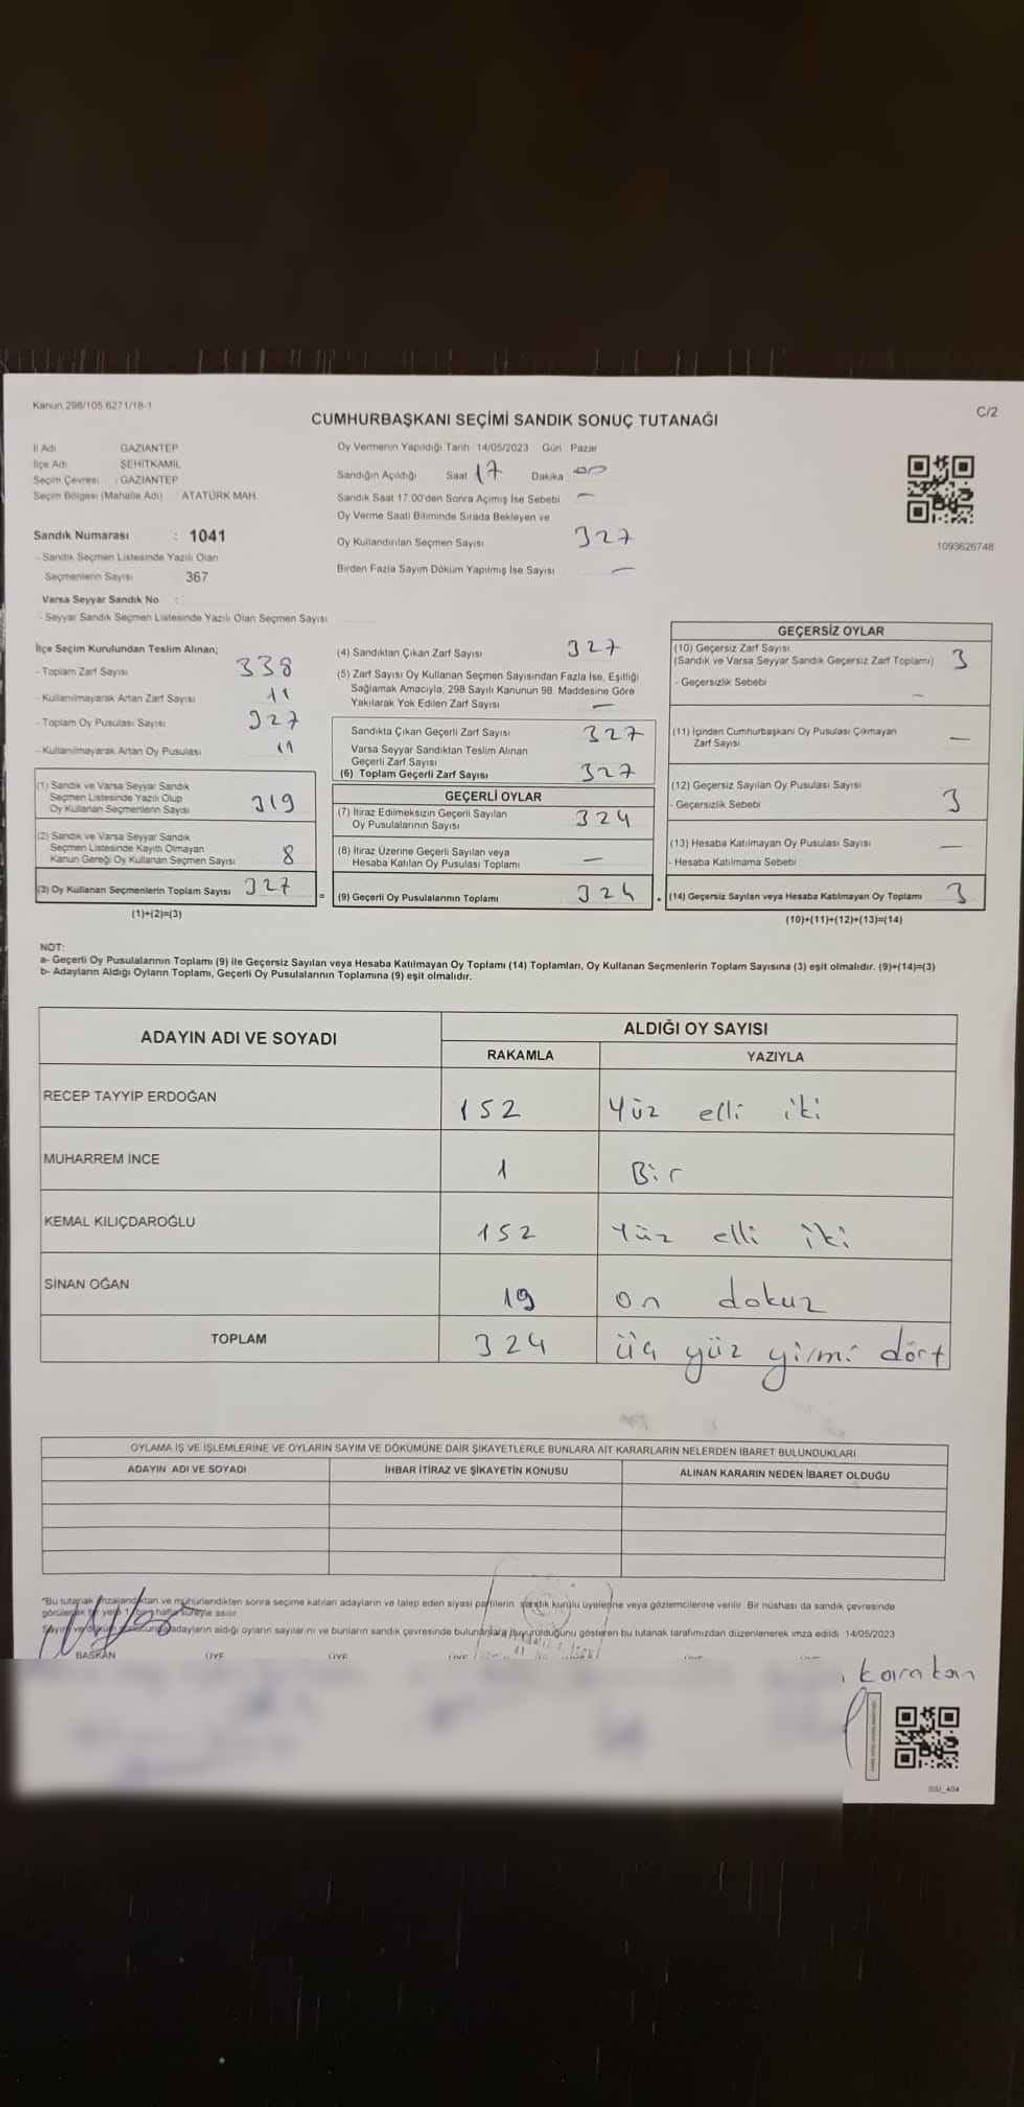 Kanun 298/105 6271/18-1
C/2
CUMHURBAŞKANI SEÇİMİ SANDIK SONUÇ TUTANAĞI
İl Adı GAZİANTEP
İlçe Adı ŞEHİTKAMİL
Seçim Çevresi : GAZİANTEP
Seçim Bölgesi (Mahalle Adı) ATATÜRK MAH.
Sandık Numarası : 1041
- Sandık Seçmen Listesinde Yazılı Olan
Seçmenlerin Sayısı 367
Varsa Seyyar Sandık No :
- Seyyar Sandık Seçmen Listesinde Yazılı Olan Seçmen Sayısı
Oy Vermenin Yapıldığı Tarih 14/05/2023 Gün Pazar
Sandığın Açıldığı Saat 17 Dakika 00
Sandık Saat 17.00'den Sonra Açımış İse Sebebi —
Oy Verme Saati Bitiminde Sırada Bekleyen ve
Oy Kullandırılan Seçmen Sayısı 327
Birden Fazla Sayım Döküm Yapılmış İse Sayısı —
1093626748
İlçe Seçim Kurulundan Teslim Alınan;
- Toplam Zarf Sayısı 338
- Kullanılmayarak Artan Zarf Sayısı 11
- Toplam Oy Pusulası Sayısı 327
- Kullanılmayarak Artan Oy Pusulası 11
(1) Sandık ve Varsa Seyyar Sandık
Seçmen Listesinde Yazılı Olup
Oy Kullanan Seçmenlerin Sayısı 319
(2) Sandık ve Varsa Seyyar Sandık
Seçmen Listesinde Kayıtlı Olmayan
Kanun Gereği Oy Kullanan Seçmen Sayısı 8
(3) Oy Kullanan Seçmenlerin Toplam Sayısı 327
(1)+(2)=(3)
(4) Sandıktan Çıkan Zarf Sayısı 327
(5) Zarf Sayısı Oy Kullanan Seçmen Sayısından Fazla İse, Eşitliği
Sağlamak Amacıyla, 298 Sayılı Kanunun 98. Maddesine Göre
Yakılarak Yok Edilen Zarf Sayısı —
Sandıkta Çıkan Geçerli Zarf Sayısı 327
Varsa Seyyar Sandıktan Teslim Alınan
Geçerli Zarf Sayısı
(6) Toplam Geçerli Zarf Sayısı 327
GEÇERLİ OYLAR
(7) İtiraz Edilmeksizin Geçerli Sayılan
Oy Pusulalarının Sayısı 324
(8) İtiraz Üzerine Geçerli Sayılan veya
Hesaba Katılan Oy Pusulası Toplamı —
= (9) Geçerli Oy Pusulalarının Toplamı 324
GEÇERSİZ OYLAR
(10) Geçersiz Zarf Sayısı
(Sandık ve Varsa Seyyar Sandık Geçersiz Zarf Toplamı) 3
- Geçersizlik Sebebi —
(11) İçinden Cumhurbaşkanı Oy Pusulası Çıkmayan
Zarf Sayısı —
(12) Geçersiz Sayılan Oy Pusulası Sayısı
- Geçersizlik Sebebi 3
(13) Hesaba Katılmayan Oy Pusulası Sayısı —
- Hesaba Katılmama Sebebi
(14) Geçersiz Sayılan veya Hesaba Katılmayan Oy Toplamı 3
(10)+(11)+(12)+(13)=(14)
NOT:
a- Geçerli Oy Pusulalarının Toplamı (9) ile Geçersiz Sayılan veya Hesaba Katılmayan Oy Toplamı (14) Toplamları, Oy Kullanan Seçmenlerin Toplam Sayısına (3) eşit olmalıdır. (9)+(14)=(3)
b- Adayların Aldığı Oyların Toplamı, Geçerli Oy Pusulalarının Toplamına (9) eşit olmalıdır.
ADAYIN ADI VE SOYADI ALDIĞI OY SAYISI
RAKAMLA YAZIYLA
RECEP TAYYİP ERDOĞAN 152 Yüz elli iki
MUHARREM İNCE 1 Bir
KEMAL KILIÇDAROĞLU 152 Yüz elli iki
SİNAN OĞAN 19 on dokuz
TOPLAM 324 üç yüz yirmi dört
OYLAMA İŞ VE İŞLEMLERİNE VE OYLARIN SAYIM VE DÖKÜMÜNE DAİR ŞİKAYETLERLE BUNLARA AİT KARARLARIN NELERDEN İBARET BULUNDUKLARI
ADAYIN ADI VE SOYADI İHBAR İTİRAZ VE ŞİKAYETİN KONUSU ALINAN KARARIN NEDEN İBARET OLDUĞU
"Bu tutanak ve mühürlendikten sonra seçime katılan adayların ve talep eden siyasi partilerin sandık kurulu üyelerine veya gözlemcilerine verilir. Bir nüshası da sandık çevresinde
adayların aldığı oyların sayılarını ve bunların sandık çevresinde gösteren bu tutanak tarafımızdan düzenlenerek imza edildi 14/05/2023
BAŞKAN ÜYE ÜYE ÜYE
karakan
SSU_404